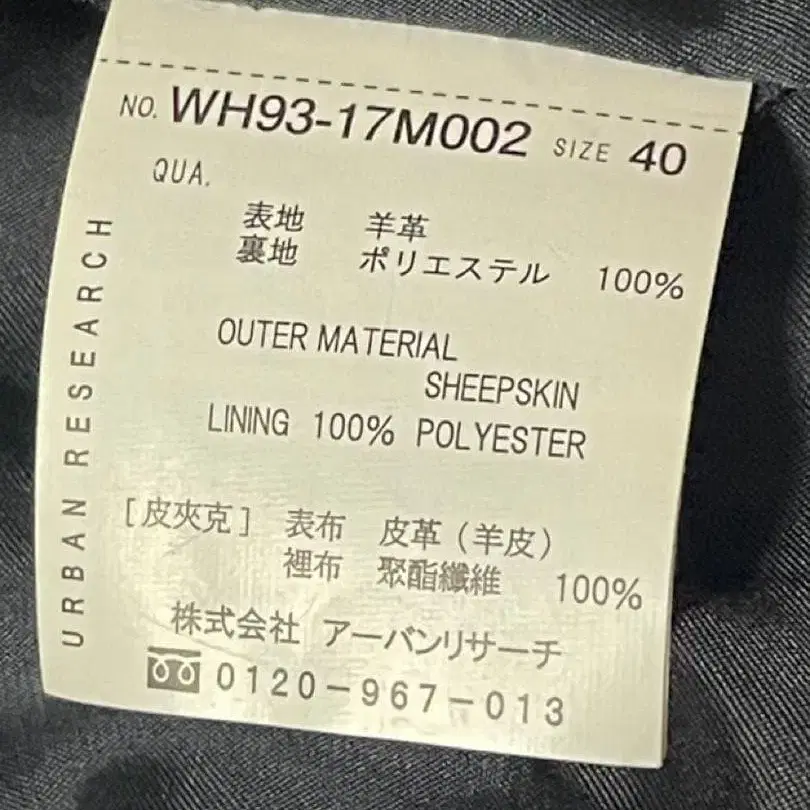 NO. WH93-17M002 SIZE 40
QUA.
表地 羊革
裏地 ポリエステル 100%
OUTER MATERIAL
SHEEPSKIN
LINING 100% POLYESTER
[皮夾克] 表布 皮革(羊皮)
裡布 聚酯纖維 100%
株式会社 アーバンリサーチ
0120-967-013
URBAN RESEARCH